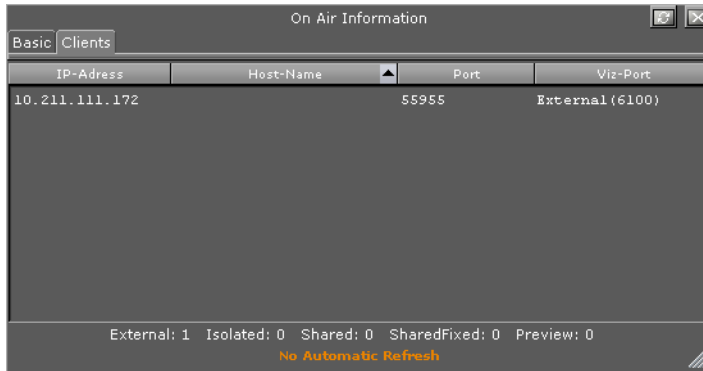 On Air Information
Basic Clients
IP-Adress Host-Name Port Viz-Port
10.211.111.172 55955 External(6100)
External: 1 Isolated: 0 Shared: 0 SharedFixed: 0 Preview: 0
No Automatic Refresh